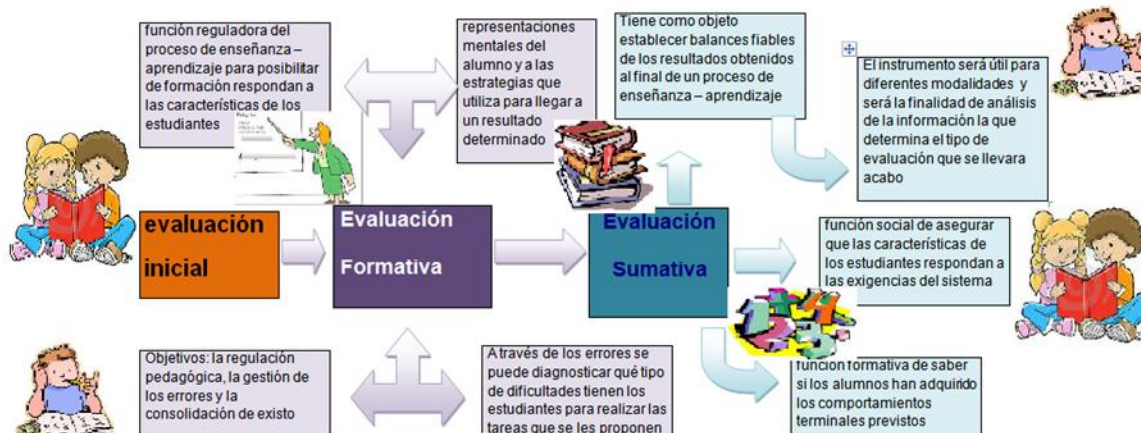 función reguladora del
proceso de enseñanza –
aprendizaje para posibilitar
de formación respondan a
las características de los
estudiantes
representaciones
mentales del
alumno y a las
estrategias que
utiliza para llegar a
un resultado
determinado
Tiene como objeto
establecer balances fiables
de los resultados obtenidos
al final de un proceso de
enseñanza – aprendizaje
El instrumento será útil para
diferentes modalidades y
será la finalidad de análisis
de la información la que
determina el tipo de
evaluación que se llevara
acabo
evaluación
inicial
Evaluación
Formativa
Evaluación
Sumativa
función social de asegurar
que las características de
los estudiantes respondan a
las exigencias del sistema
Objetivos: la regulación
pedagógica, la gestión de
los errores y la
consolidación de existo
A través de los errores se
puede diagnosticar qué tipo
de dificultades tienen los
estudiantes para realizar las
tareas que se les proponen
función formativa de saber
si los alumnos han adquirido
los comportamientos
terminales previstos